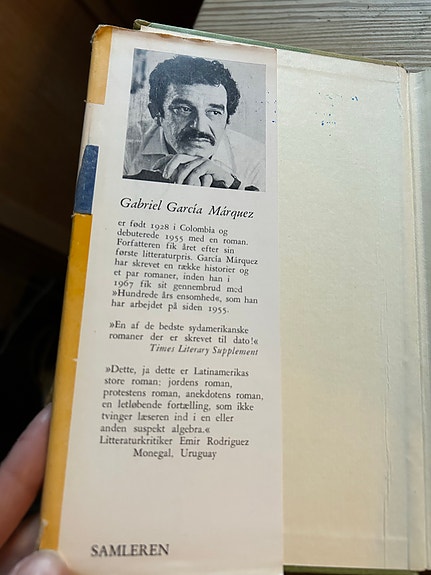 Gabriel García Márquez
er født 1928 i Colombia og
debuterede 1955 med en roman.
Forfatteren fik året efter sin
første litteraturpris. García Márquez
har skrevet en række historier og
et par romaner, inden han i
1967 fik sit gennembrud med
»Hundrede års ensomhed«, som han
har arbejdet på siden 1955.
»En af de bedste sydamerikanske
romaner der er skrevet til dato!«
Times Literary Supplement
»Dette, ja dette er Latinamerikas
store roman: jordens roman,
protestens roman, anekdotens roman,
en letløbende fortælling, som ikke
tvinger læseren ind i en eller
anden suspekt algebra.«
Litteraturkritiker Emir Rodriguez
Monegal, Uruguay
SAMLEREN